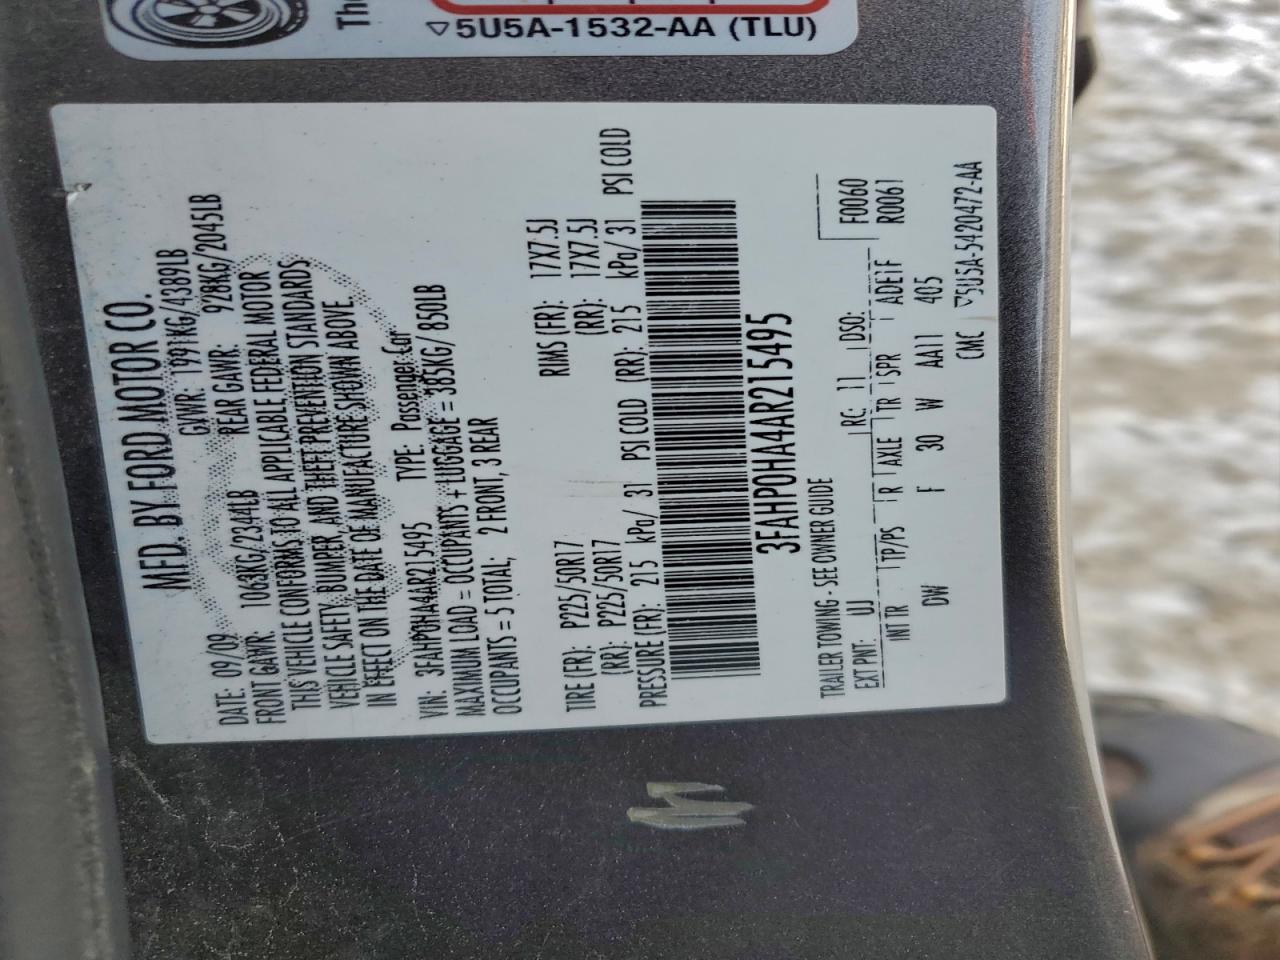 The
▽5U5A-1532-AA (TLU)
MFD. BY FORD MOTOR CO.
DATE: 09/09 GVWR: 1991KG/4389LB
FRONT GAWR: 1063KG/2344LB REAR GAWR: 928KG/2045LB
THIS VEHICLE CONFORMS TO ALL APPLICABLE FEDERAL MOTOR
VEHICLE SAFETY, BUMPER, AND THEFT PREVENTION STANDARDS
IN EFFECT ON THE DATE OF MANUFACTURE SHOWN ABOVE.
VIN: 3FAHP0HA4AR215495 TYPE: Passenger Car
MAXIMUM LOAD = OCCUPANTS + LUGGAGE = 385KG/850LB
OCCUPANTS = 5 TOTAL; 2 FRONT, 3 REAR
TIRE (FR): P225/50R17 RIMS (FR): 17X7.5J
(RR): P225/50R17 (RR): 17X7.5J
PRESSURE (FR): 215 kPa/ 31 PSI COLD (RR): 215 kPa/ 31 PSI COLD
3FAHP0HA4AR215495
TRAILER TOWING - SEE OWNER GUIDE
EXT PNT: UJ RC: 11 DSO: F0060
R0061
INT TR TP/PS R AXLE TR SPR ADE1F
DW F 30 W AA11 405
CMC ▽5U5A-5420472-AA